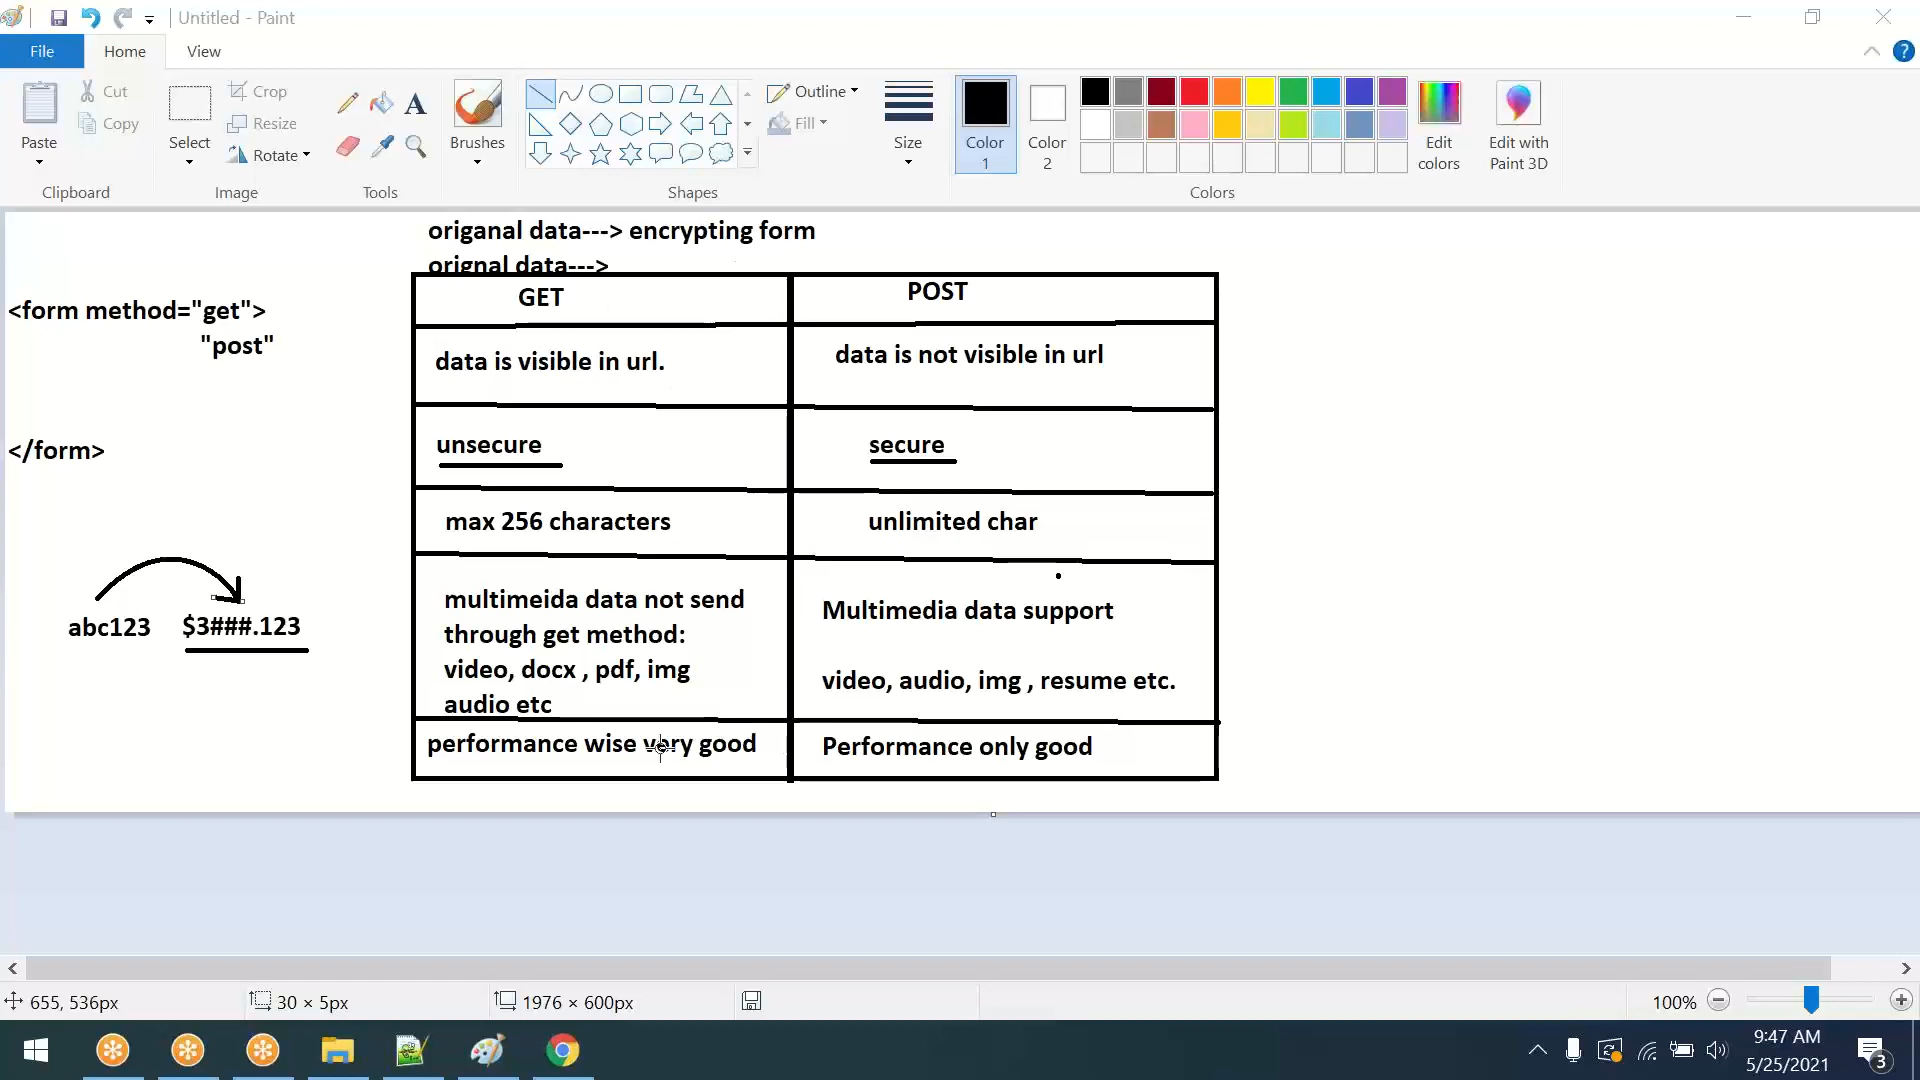 Untitled - Paint
File
Home
View
Paste
Cut
Copy
Clipboard
Select
Crop
Resize
Rotate
Image
A
Tools
Brushes
Shapes
Outline
Fill
Size
Color 1
Color 2
Edit colors
Edit with Paint 3D
Colors
origanal data---> encrypting form
orignal data--->
<form method="get">
"post"
</form>
abc123 $3###.123
GET
POST
data is visible in url.
data is not visible in url
unsecure
secure
max 256 characters
unlimited char
multimeida data not send
through get method:
video, docx , pdf, img
audio etc
Multimedia data support
video, audio, img , resume etc.
performance wise very good
Performance only good
655, 536px
30 × 5px
1976 × 600px
100%
9:47 AM
5/25/2021
3